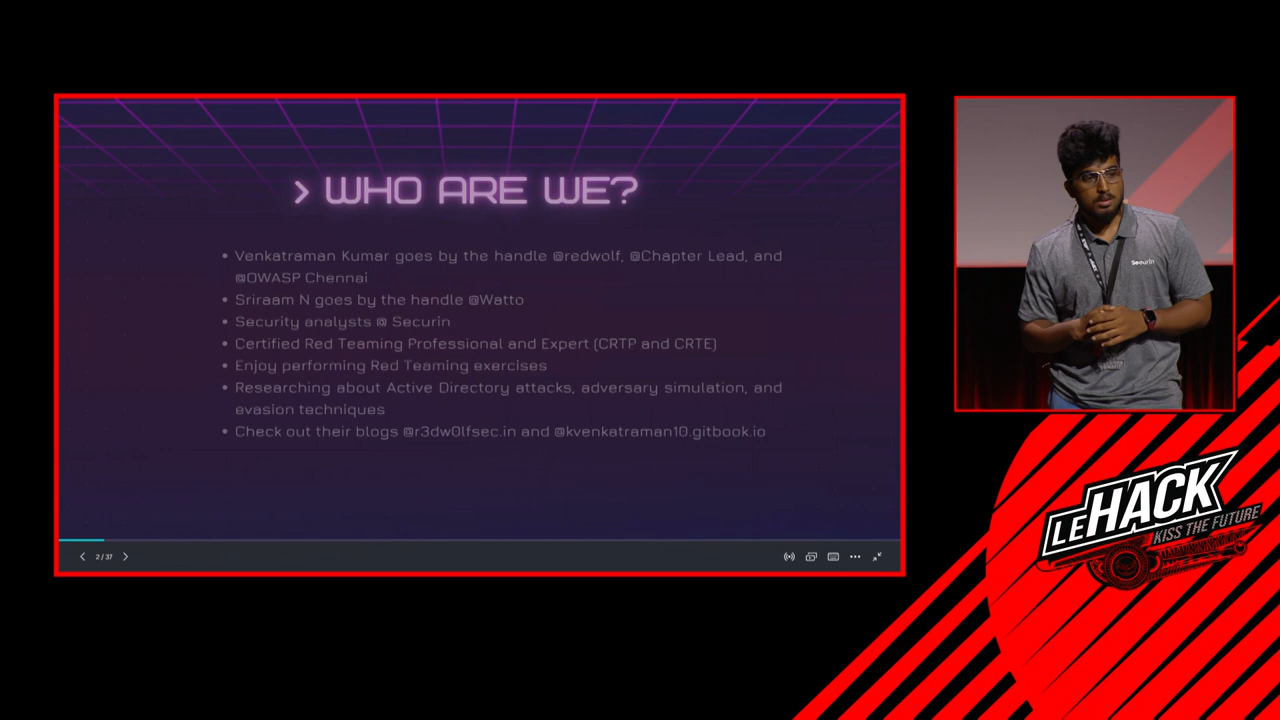 > WHO ARE WE?
• Venkatraman Kumar goes by the handle @redwolf, @Chapter Lead, and
@OWASP Chennai
• Sriraam N goes by the handle @Watto
• Security analysts @ Securin
• Certified Red Teaming Professional and Expert (CRTP and CRTE)
• Enjoy performing Red Teaming exercises
• Researching about Active Directory attacks, adversary simulation, and
evasion techniques
• Check out their blogs @r3dw0lfsec.in and @kvenkatraman10.gitbook.io
2 / 37
Securin
LEHACK
KISS THE FUTURE